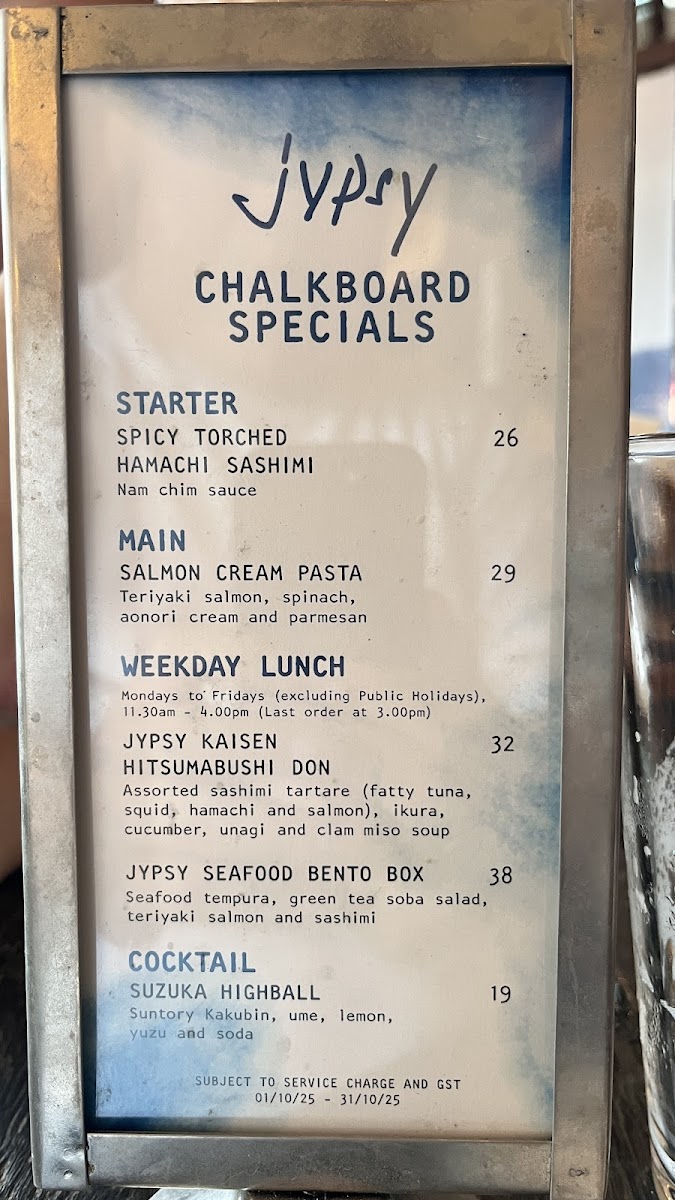 jypsy
CHALKBOARD
SPECIALS
STARTER
SPICY TORCHED 26
HAMACHI SASHIMI
Nam chim sauce
MAIN
SALMON CREAM PASTA 29
Teriyaki salmon, spinach,
aonori cream and parmesan
WEEKDAY LUNCH
Mondays to Fridays (excluding Public Holidays),
11.30am - 4.00pm (Last order at 3.00pm)
JYPSY KAISEN 32
HITSUMABUSHI DON
Assorted sashimi tartare (fatty tuna,
squid, hamachi and salmon), ikura,
cucumber, unagi and clam miso soup
JYPSY SEAFOOD BENTO BOX 38
Seafood tempura, green tea soba salad,
teriyaki salmon and sashimi
COCKTAIL
SUZUKA HIGHBALL 19
Suntory Kakubin, ume, lemon,
yuzu and soda
SUBJECT TO SERVICE CHARGE AND GST
01/10/25 - 31/10/25